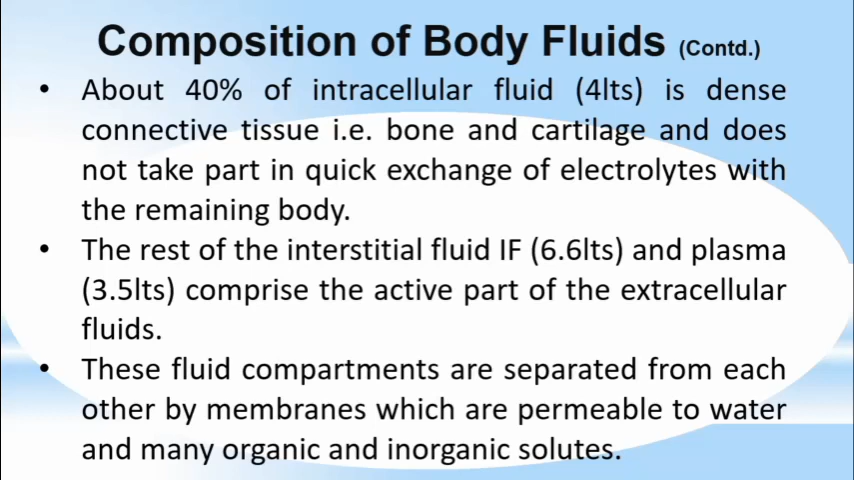 Composition of Body Fluids (Contd.)
• About 40% of intracellular fluid (4lts) is dense
connective tissue i.e. bone and cartilage and does
not take part in quick exchange of electrolytes with
the remaining body.
• The rest of the interstitial fluid IF (6.6lts) and plasma
(3.5lts) comprise the active part of the extracellular
fluids.
• These fluid compartments are separated from each
other by membranes which are permeable to water
and many organic and inorganic solutes.